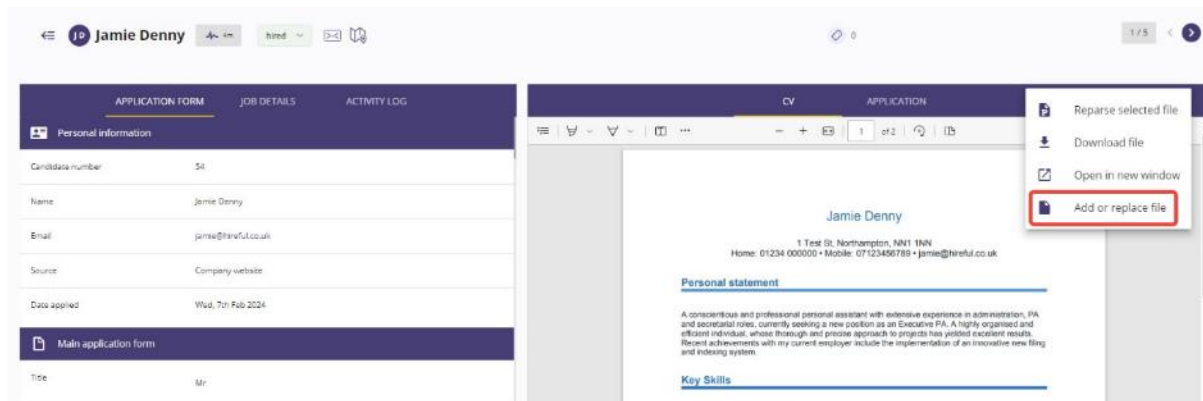 JD Jamie Denny 4m hired 0 1 / 5
APPLICATION FORM JOB DETAILS ACTIVITY LOG
Personal information
Candidate number 54
Name Jamie Denny
Email jamie@hireful.co.uk
Source Company website
Date applied Wed, 7th Feb 2024
Main application form
Title Mr
CV APPLICATION
1 of 2
Reparse selected file
Download file
Open in new window
Add or replace file
Jamie Denny
1 Test St, Northampton, NN1 1NN
Home: 01234 000000 • Mobile: 07123456789 • jamie@hireful.co.uk
Personal statement
A conscientious and professional personal assistant with extensive experience in administration, PA
and secretarial roles, currently seeking a new position as an Executive PA. A highly organised and
efficient individual, whose thorough and precise approach to projects has yielded excellent results.
Recent achievements with my current employer include the implementation of an innovative new filing
and indexing system.
Key Skills